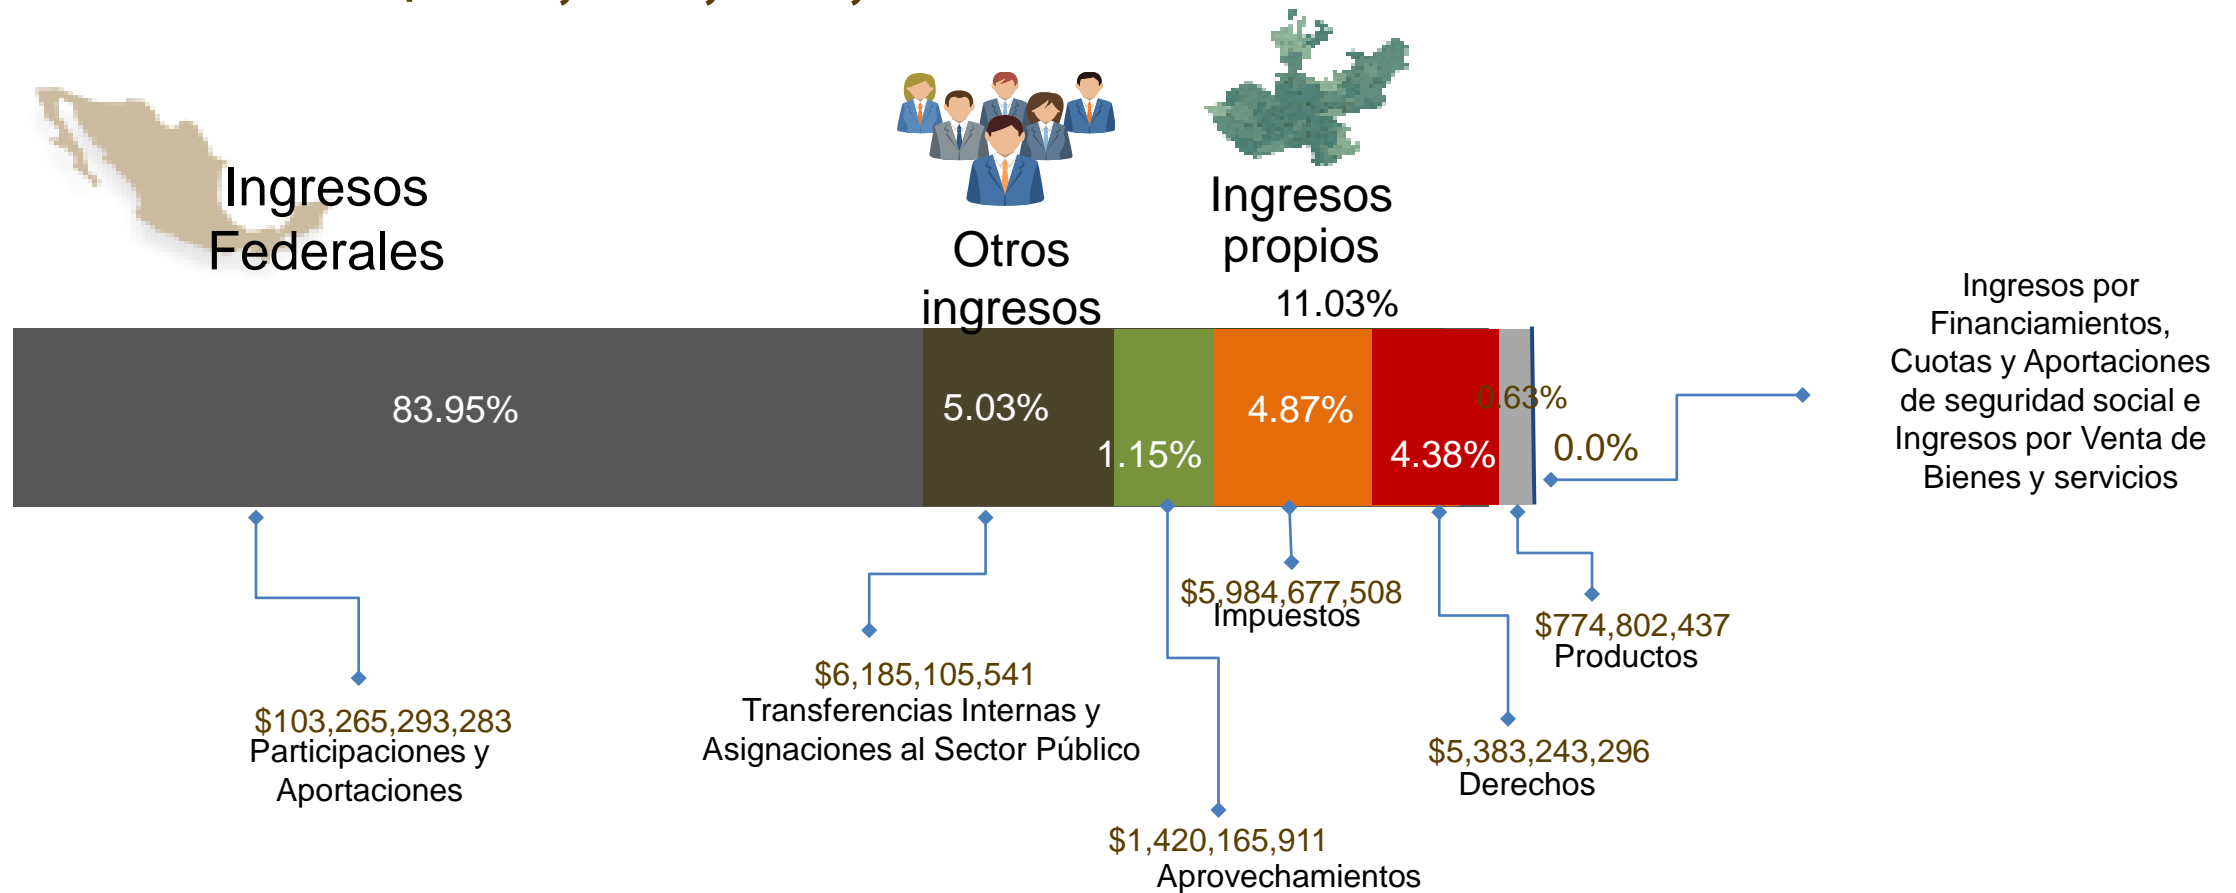 Ingresos
Federales
Otros
ingresos
Ingresos
propios
11.03%
83.95%
5.03%
1.15%
4.87%
4.38%
0.63%
0.0%
Ingresos por
Financiamientos,
Cuotas y Aportaciones
de seguridad social e
Ingresos por Venta de
Bienes y servicios
$103,265,293,283
Participaciones y
Aportaciones
$6,185,105,541
Transferencias Internas y
Asignaciones al Sector Público
$1,420,165,911
Aprovechamientos
$5,984,677,508
Impuestos
$5,383,243,296
Derechos
$774,802,437
Productos